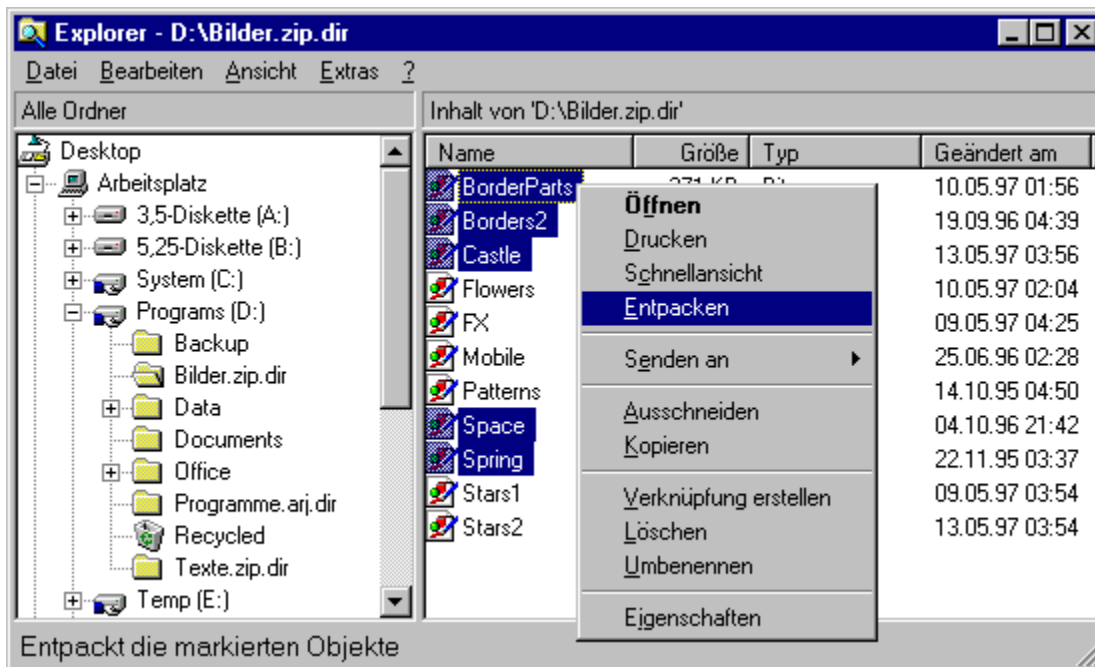 Explorer - D:\Bilder.zip.dir
Datei Bearbeiten Ansicht Extras ?
Alle Ordner
Inhalt von 'D:\Bilder.zip.dir'
Desktop
Arbeitsplatz
3,5-Diskette (A:)
5,25-Diskette (B:)
System (C:)
Programs (D:)
Backup
Bilder.zip.dir
Data
Documents
Office
Programme.arj.dir
Recycled
Texte.zip.dir
Temp (E:)
Name Größe Typ Geändert am
BorderParts 10.05.97 01:56
Borders2 19.09.96 04:39
Castle 13.05.97 03:56
Flowers 10.05.97 02:04
FX 09.05.97 04:25
Mobile 25.06.96 02:28
Patterns 14.10.95 04:50
Space 04.10.96 21:42
Spring 22.11.95 03:37
Stars1 09.05.97 03:54
Stars2 13.05.97 03:54
Öffnen
Drucken
Schnellansicht
Entpacken
Senden an
Ausschneiden
Kopieren
Verknüpfung erstellen
Löschen
Umbenennen
Eigenschaften
Entpackt die markierten Objekte